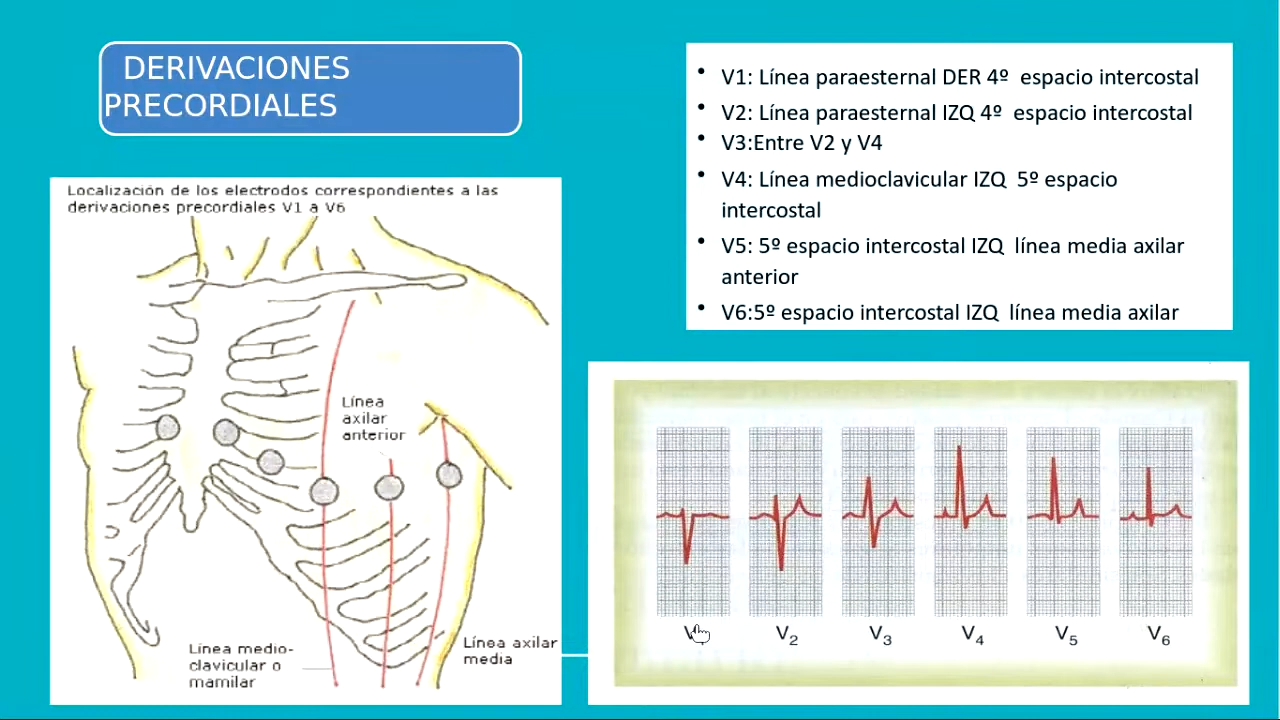 DERIVACIONES
PRECORDIALES
• V1: Línea paraesternal DER 4º espacio intercostal
• V2: Línea paraesternal IZQ 4º espacio intercostal
• V3:Entre V2 y V4
• V4: Línea medioclavicular IZQ 5º espacio
intercostal
• V5: 5º espacio intercostal IZQ línea media axilar
anterior
• V6:5º espacio intercostal IZQ línea media axilar
Localización de los electrodos correspondientes a las
derivaciones precordiales V1 a V6
Línea
axilar
anterior
Línea medio-
clavicular o
mamilar
Línea axilar
media
V2
V3
V4
V5
V6